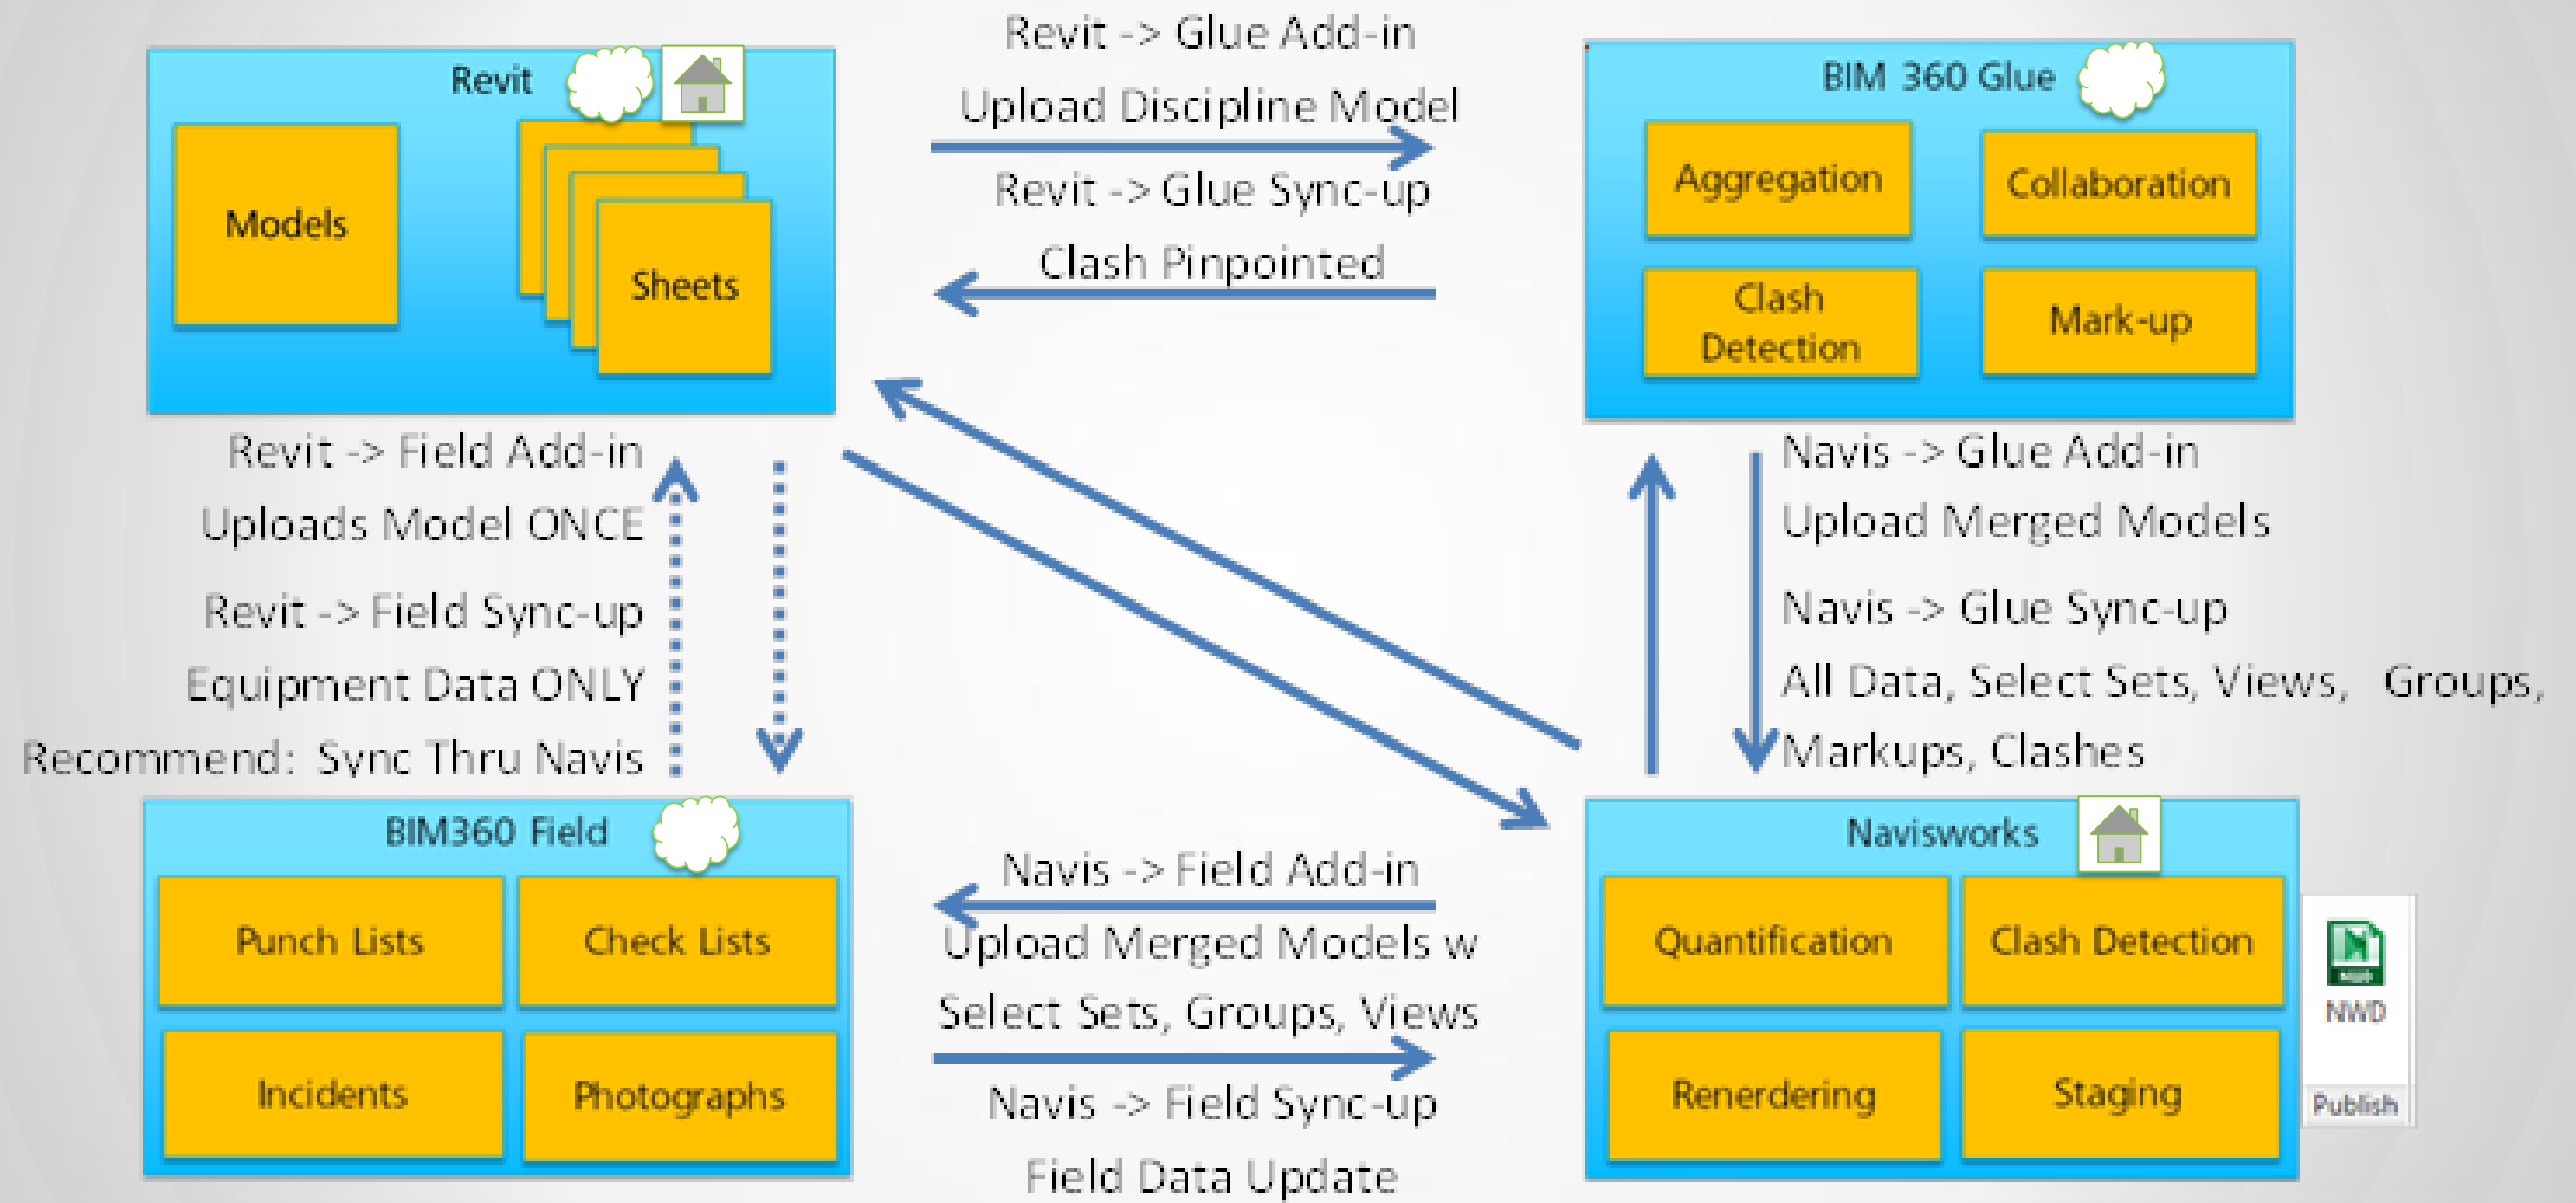 Revit
Models
Sheets
Revit -> Glue Add-in
Upload Discipline Model
Revit -> Glue Sync-up
Clash Pinpointed
BIM 360 Glue
Aggregation
Collaboration
Clash
Detection
Mark-up
Revit -> Field Add-in
Uploads Model ONCE
Revit -> Field Sync-up
Equipment Data ONLY
Recommend: Sync Thru Navis
Navis -> Glue Add-in
Upload Merged Models
Navis -> Glue Sync-up
All Data, Select Sets, Views, Groups,
Markups, Clashes
BIM360 Field
Punch Lists
Check Lists
Incidents
Photographs
Navis -> Field Add-in
Upload Merged Models w
Select Sets, Groups, Views
Navis -> Field Sync-up
Field Data Update
Navisworks
Quantification
Clash Detection
Renerdering
Staging
NWD
Publish